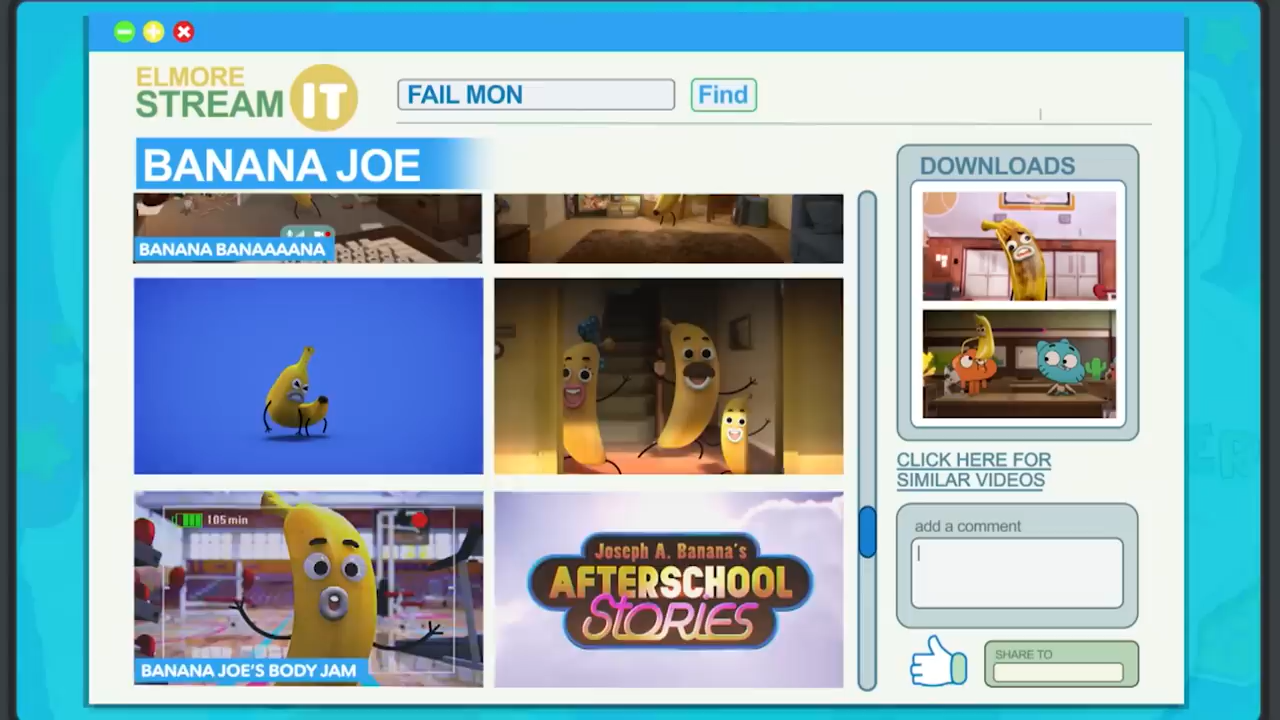 ELMORE
STREAM IT
FAIL MON
Find
BANANA JOE
BANANA BANAAAANA
105 min
BANANA JOE'S BODY JAM
Joseph A. Banana's
AFTERSCHOOL
STORIES
DOWNLOADS
CLICK HERE FOR
SIMILAR VIDEOS
add a comment
SHARE TO